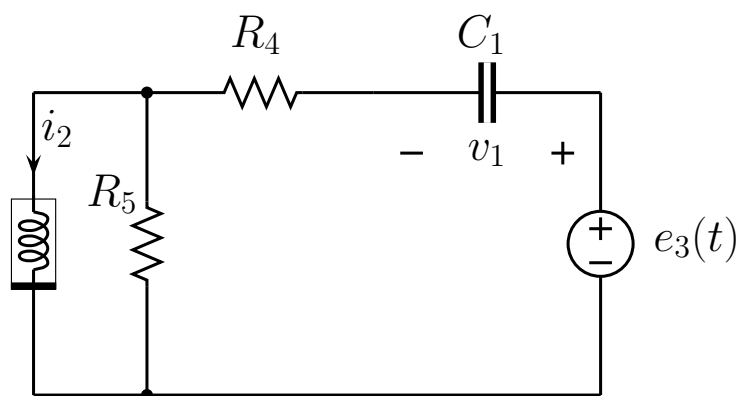 R₄
C₁
i₂
− v₁ +
R₅
+
−
e₃(t)